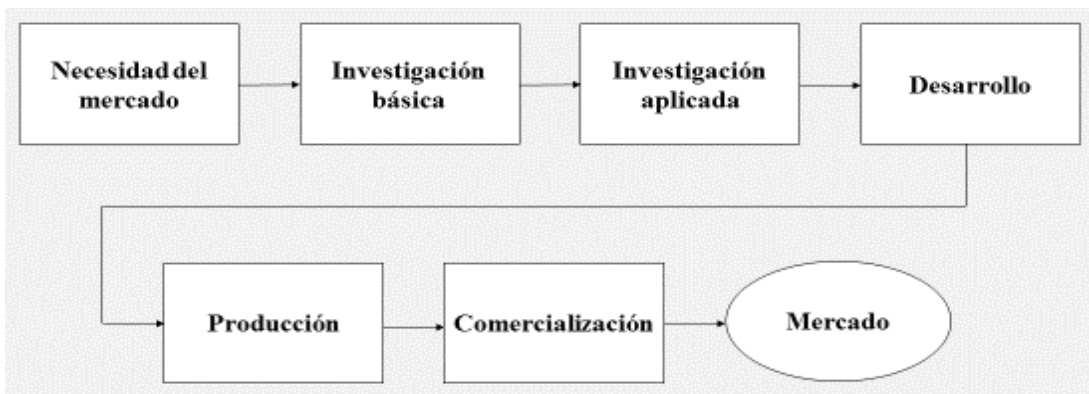 Necesidad del
mercado
Investigación
básica
Investigación
aplicada
Desarrollo
Producción
Comercialización
Mercado